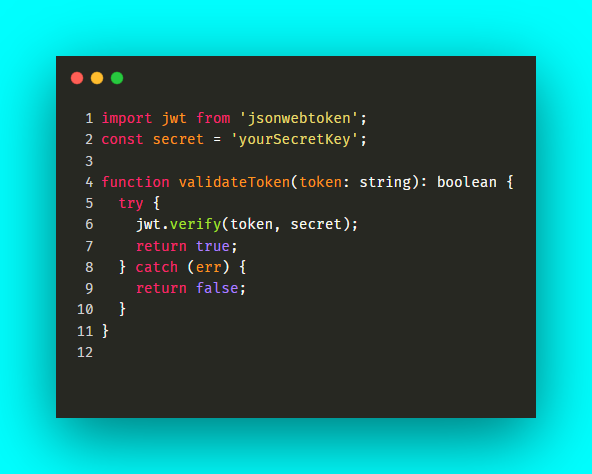 1 import jwt from 'jsonwebtoken';
2 const secret = 'yourSecretKey';
3
4 function validateToken(token: string): boolean {
5   try {
6     jwt.verify(token, secret);
7     return true;
8   } catch (err) {
9     return false;
10   }
11 }
12